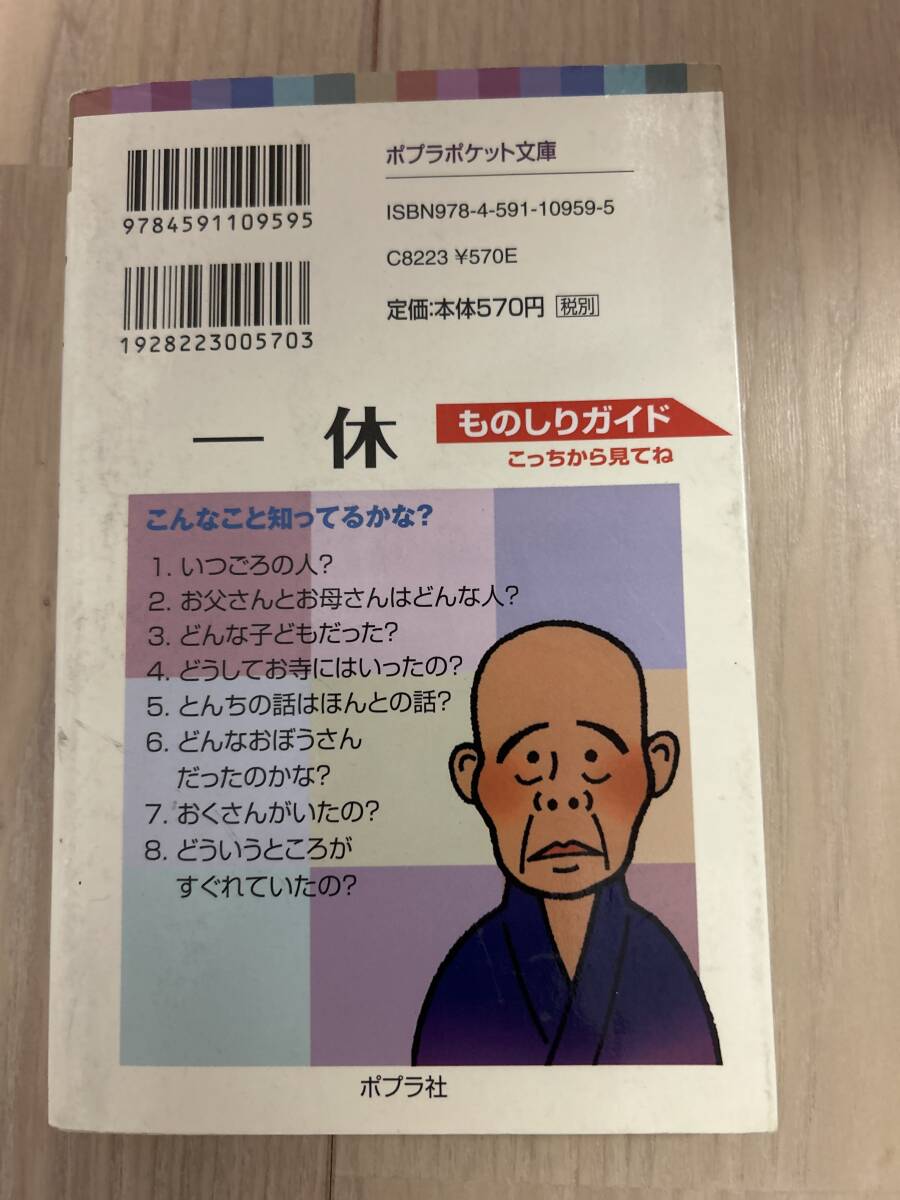 9784591109595
1928223005703
ポプラポケット文庫
ISBN978-4-591-10959-5
C8223 ¥570E
定価:本体570円 税別
一休
ものしりガイド
こっちから見てね
こんなこと知ってるかな?
1. いつごろの人?
2. お父さんとお母さんはどんな人?
3. どんな子どもだった?
4. どうしてお寺にはいったの?
5. とんちの話はほんとの話?
6. どんなおぼうさん
だったのかな?
7. おくさんがいたの?
8. どういうところが
すぐれていたの?
ポプラ社